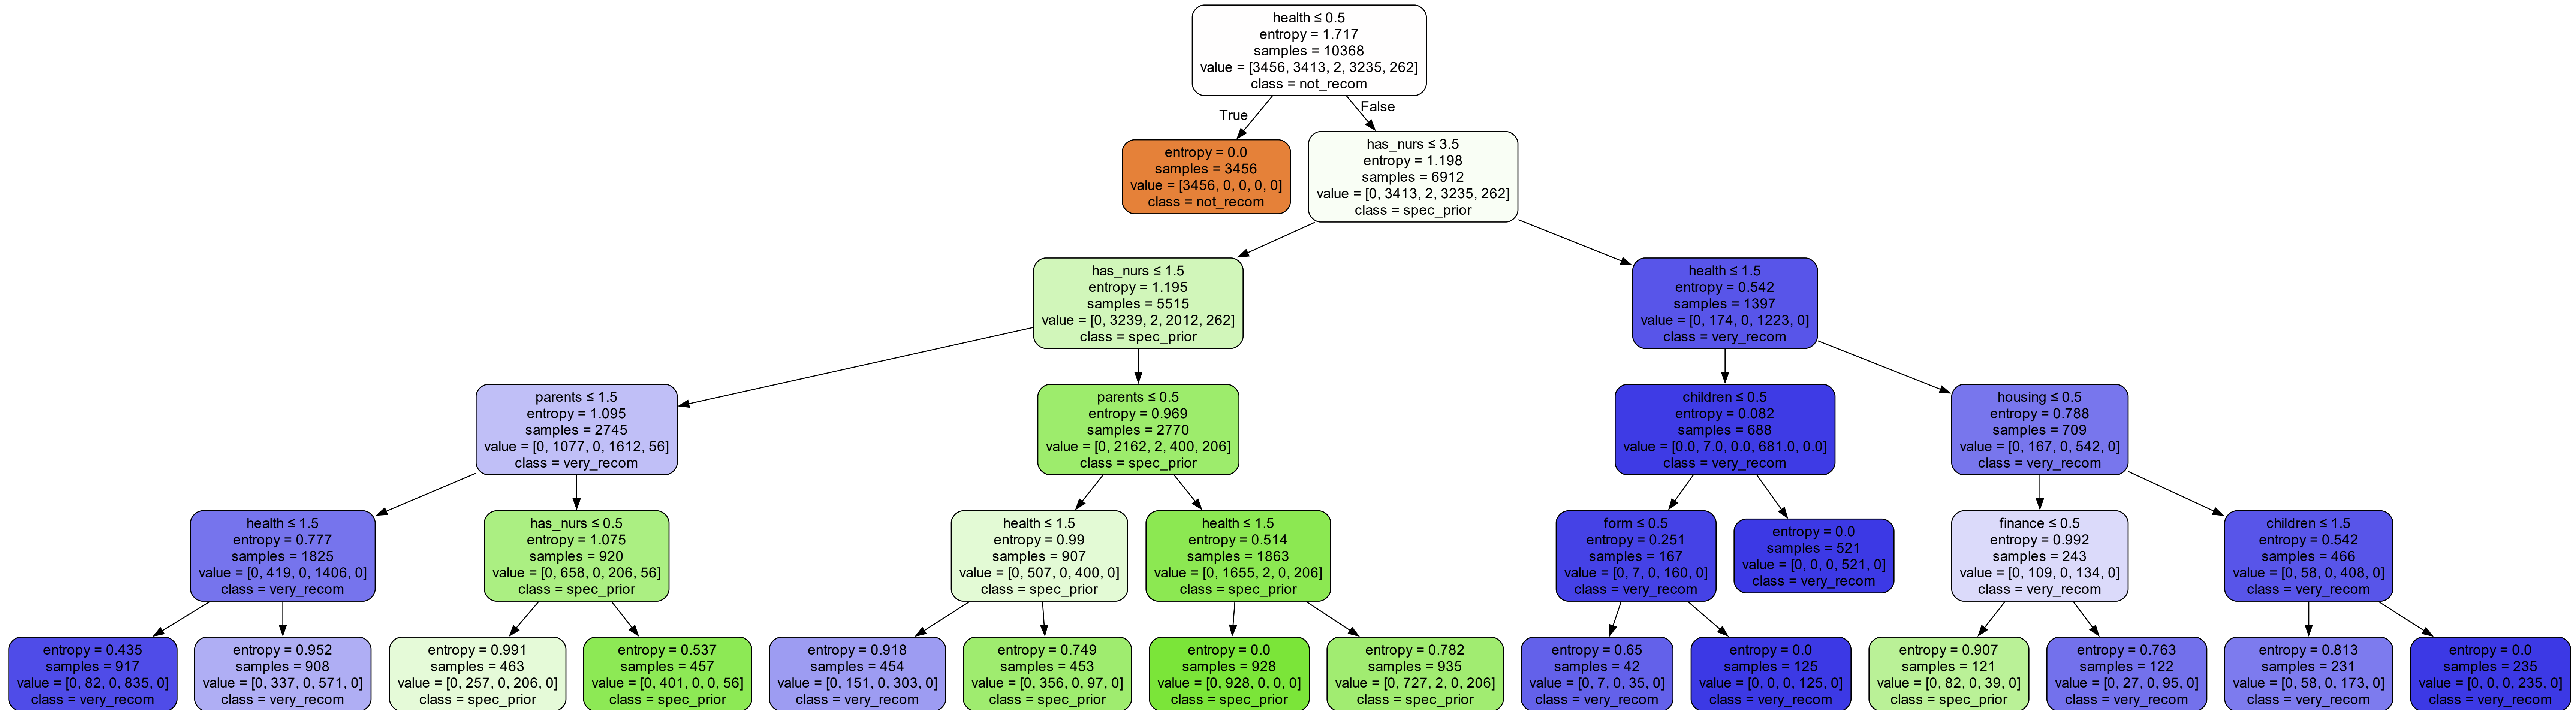 health ≤ 0.5
entropy = 1.717
samples = 10368
value = [3456, 3413, 2, 3235, 262]
class = not_recom
True
False
entropy = 0.0
samples = 3456
value = [3456, 0, 0, 0, 0]
class = not_recom
has_nurs ≤ 3.5
entropy = 1.198
samples = 6912
value = [0, 3413, 2, 3235, 262]
class = spec_prior
has_nurs ≤ 1.5
entropy = 1.195
samples = 5515
value = [0, 3239, 2, 2012, 262]
class = spec_prior
health ≤ 1.5
entropy = 0.542
samples = 1397
value = [0, 174, 0, 1223, 0]
class = very_recom
parents ≤ 1.5
entropy = 1.095
samples = 2745
value = [0, 1077, 0, 1612, 56]
class = very_recom
parents ≤ 0.5
entropy = 0.969
samples = 2770
value = [0, 2162, 2, 400, 206]
class = spec_prior
children ≤ 0.5
entropy = 0.082
samples = 688
value = [0.0, 7.0, 0.0, 681.0, 0.0]
class = very_recom
housing ≤ 0.5
entropy = 0.788
samples = 709
value = [0, 167, 0, 542, 0]
class = very_recom
health ≤ 1.5
entropy = 0.777
samples = 1825
value = [0, 419, 0, 1406, 0]
class = very_recom
has_nurs ≤ 0.5
entropy = 1.075
samples = 920
value = [0, 658, 0, 206, 56]
class = spec_prior
health ≤ 1.5
entropy = 0.99
samples = 907
value = [0, 507, 0, 400, 0]
class = spec_prior
health ≤ 1.5
entropy = 0.514
samples = 1863
value = [0, 1655, 2, 0, 206]
class = spec_prior
form ≤ 0.5
entropy = 0.251
samples = 167
value = [0, 7, 0, 160, 0]
class = very_recom
entropy = 0.0
samples = 521
value = [0, 0, 0, 521, 0]
class = very_recom
finance ≤ 0.5
entropy = 0.992
samples = 243
value = [0, 109, 0, 134, 0]
class = very_recom
children ≤ 1.5
entropy = 0.542
samples = 466
value = [0, 58, 0, 408, 0]
class = very_recom
entropy = 0.435
samples = 917
value = [0, 82, 0, 835, 0]
class = very_recom
entropy = 0.952
samples = 908
value = [0, 337, 0, 571, 0]
class = very_recom
entropy = 0.991
samples = 463
value = [0, 257, 0, 206, 0]
class = spec_prior
entropy = 0.537
samples = 457
value = [0, 401, 0, 0, 56]
class = spec_prior
entropy = 0.918
samples = 454
value = [0, 151, 0, 303, 0]
class = very_recom
entropy = 0.749
samples = 453
value = [0, 356, 0, 97, 0]
class = spec_prior
entropy = 0.0
samples = 928
value = [0, 928, 0, 0, 0]
class = spec_prior
entropy = 0.782
samples = 935
value = [0, 727, 2, 0, 206]
class = spec_prior
entropy = 0.65
samples = 42
value = [0, 7, 0, 35, 0]
class = very_recom
entropy = 0.0
samples = 125
value = [0, 0, 0, 125, 0]
class = very_recom
entropy = 0.907
samples = 121
value = [0, 82, 0, 39, 0]
class = spec_prior
entropy = 0.763
samples = 122
value = [0, 27, 0, 95, 0]
class = very_recom
entropy = 0.813
samples = 231
value = [0, 58, 0, 173, 0]
class = very_recom
entropy = 0.0
samples = 235
value = [0, 0, 0, 235, 0]
class = very_recom